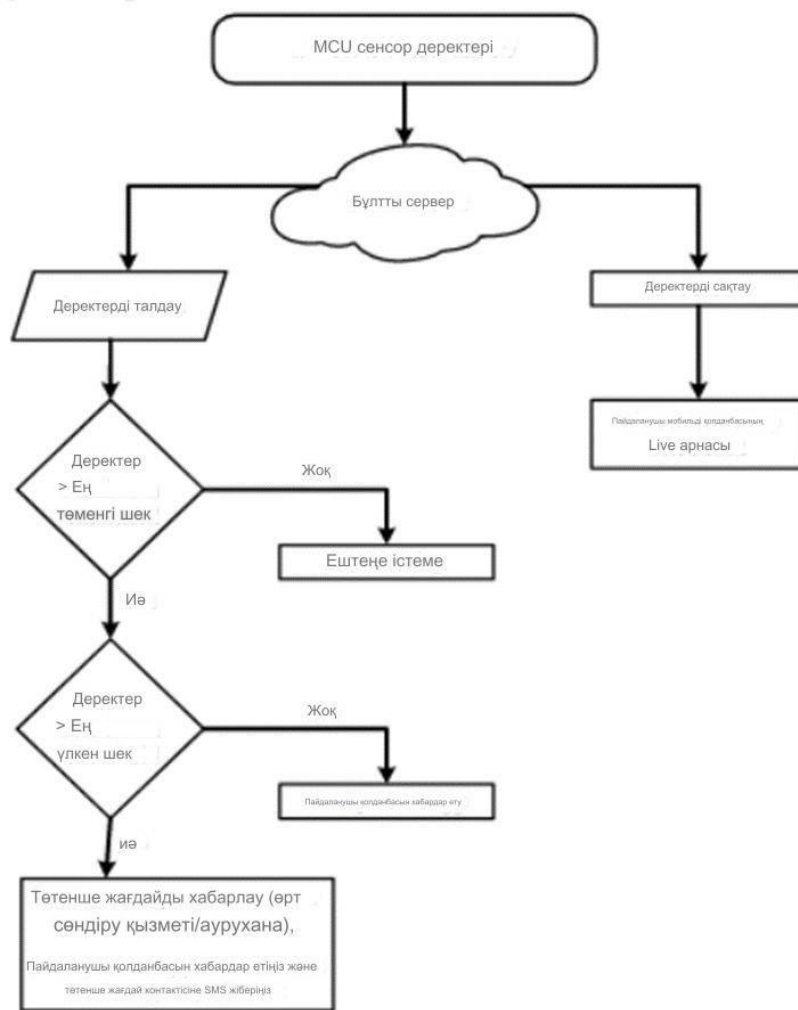 MCU сенсор деректері
Бұлтты сервер
Деректерді талдау
Деректерді сақтау
Пайдаланушы мобильді қолданбасының
Live арнасы
Деректер
> Ең
төменгі шек
Жоқ
Ештеңе істеме
Иә
Деректер
> Ең
үлкен шек
Жоқ
Пайдаланушы қолданбасын хабардар ету
иә
Төтенше жағдайды хабарлау (өрт
сөндіру қызметі/аурухана),
Пайдаланушы қолданбасын хабардар етіңіз және
төтенше жағдай контактісіне SMS жіберіңіз